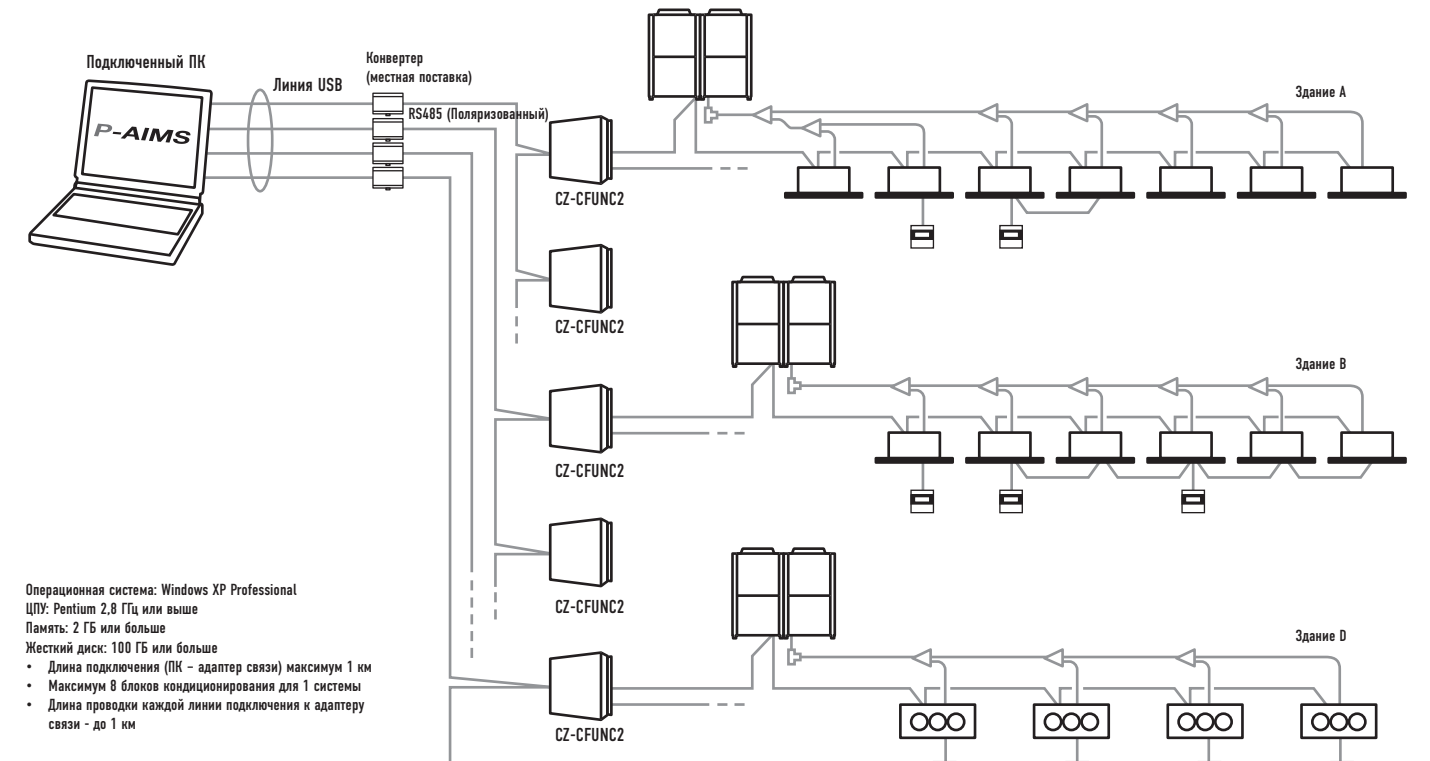 Подключенный ПК
Линия USB
Конвертер
(местная поставка)
RS485 (Поляризованный)
P-AIMS
CZ-CFUNC2
Здание A
CZ-CFUNC2
Здание B
CZ-CFUNC2
CZ-CFUNC2
Здание D
CZ-CFUNC2
Операционная система: Windows XP Professional
ЦПУ: Pentium 2,8 ГГц или выше
Память: 2 ГБ или больше
Жесткий диск: 100 ГБ или больше
• Длина подключения (ПК – адаптер связи) максимум 1 км
• Максимум 8 блоков кондиционирования для 1 системы
• Длина проводки каждой линии подключения к адаптеру
связи - до 1 км